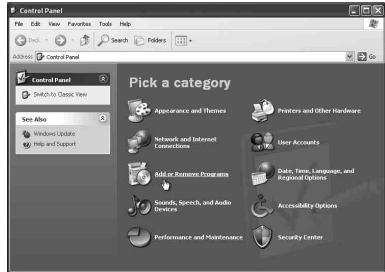 Control Panel
File Edit View Favorites Tools Help
Back Search Folders
Address Control Panel Go
Control Panel
Switch to Classic View
See Also
Windows Update
Help and Support
Pick a category
Appearance and Themes
Printers and Other Hardware
Network and Internet
Connections
User Accounts
Add or Remove Programs
Date, Time, Language, and
Regional Options
Sounds, Speech, and Audio
Devices
Accessibility Options
Performance and Maintenance
Security Center